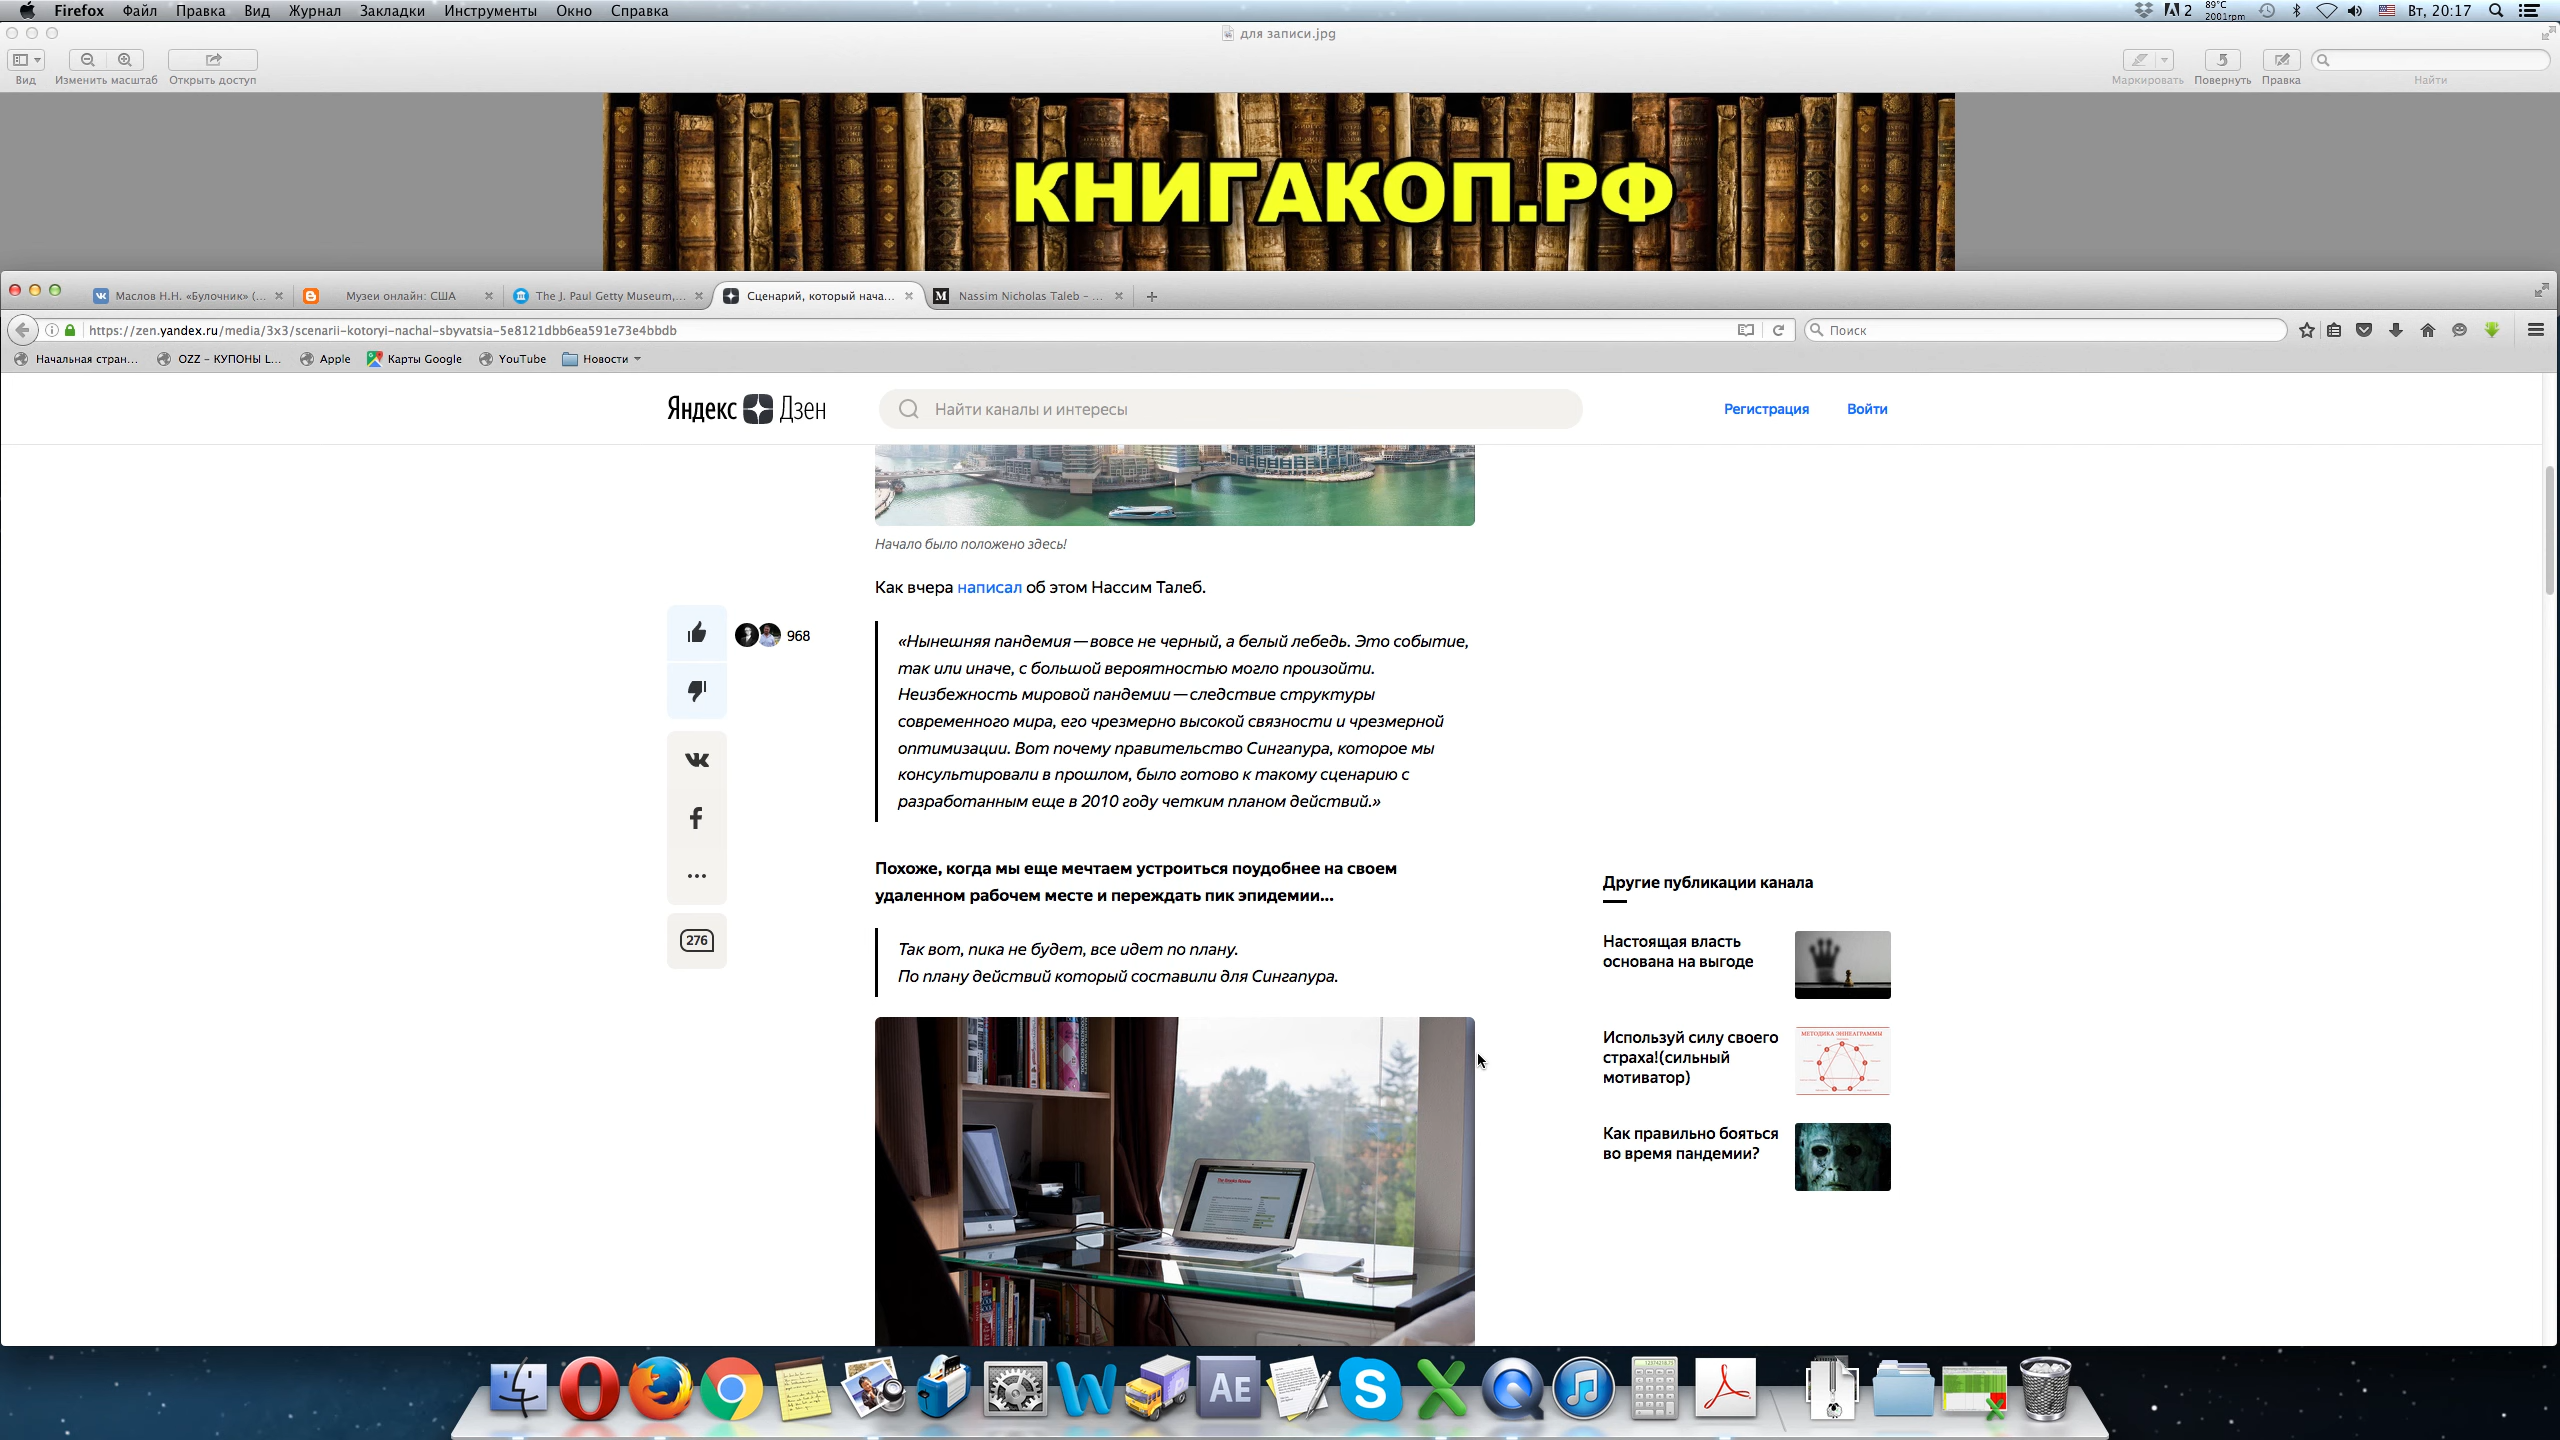 Firefox Файл Правка Вид Журнал Закладки Инструменты Окно Справка
2 89°C 2001rpm Вт, 20:17
для записи.jpg
Вид Изменить масштаб Открыть доступ
Маркировать Повернуть Правка Найти
КНИГАКОП.РФ
Маслов Н.Н. «Булочник» (... Музеи онлайн: США The J. Paul Getty Museum,... Сценарий, который нача... Nassim Nicholas Taleb – ...
https://zen.yandex.ru/media/3x3/scenarii-kotoryi-nachal-sbyvatsia-5e8121dbb6ea591e73e4bbdb
Поиск
Начальная стран... OZZ – КУПОНЫ L... Apple Карты Google YouTube Новости
Яндекс Дзен
Найти каналы и интересы
Регистрация Войти
Начало было положено здесь!
Как вчера написал об этом Нассим Талеб.
968
«Нынешняя пандемия — вовсе не черный, а белый лебедь. Это событие,
так или иначе, с большой вероятностью могло произойти.
Неизбежность мировой пандемии — следствие структуры
современного мира, его чрезмерно высокой связности и чрезмерной
оптимизации. Вот почему правительство Сингапура, которое мы
консультировали в прошлом, было готово к такому сценарию с
разработанным еще в 2010 году четким планом действий.»
Похоже, когда мы еще мечтаем устроиться поудобнее на своем
удаленном рабочем месте и переждать пик эпидемии...
276
Так вот, пика не будет, все идет по плану.
По плану действий который составили для Сингапура.
Другие публикации канала
Настоящая власть
основана на выгоде
Используй силу своего
страха!(сильный
мотиватор)
МЕТОДИКА ЭННЕАГРАММЫ
Как правильно бояться
во время пандемии?
AE